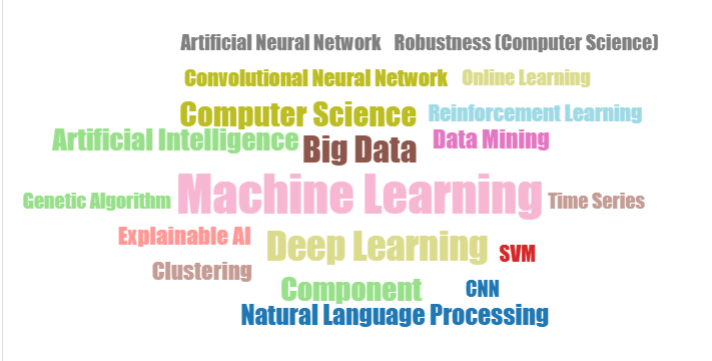 Artificial Neural Network Robustness (Computer Science)
Convolutional Neural Network Online Learning
Computer Science Reinforcement Learning
Artificial Intelligence Big Data Data Mining
Genetic Algorithm Machine Learning Time Series
Explainable AI Deep Learning SVM
Clustering
Component CNN
Natural Language Processing